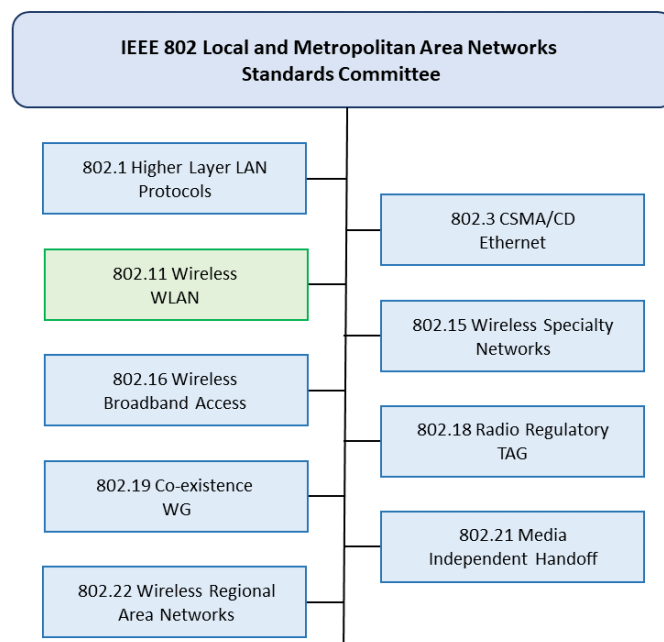 IEEE 802 Local and Metropolitan Area Networks
Standards Committee
802.1 Higher Layer LAN
Protocols
802.3 CSMA/CD
Ethernet
802.11 Wireless
WLAN
802.15 Wireless Specialty
Networks
802.16 Wireless
Broadband Access
802.18 Radio Regulatory
TAG
802.19 Co-existence
WG
802.21 Media
Independent Handoff
802.22 Wireless Regional
Area Networks